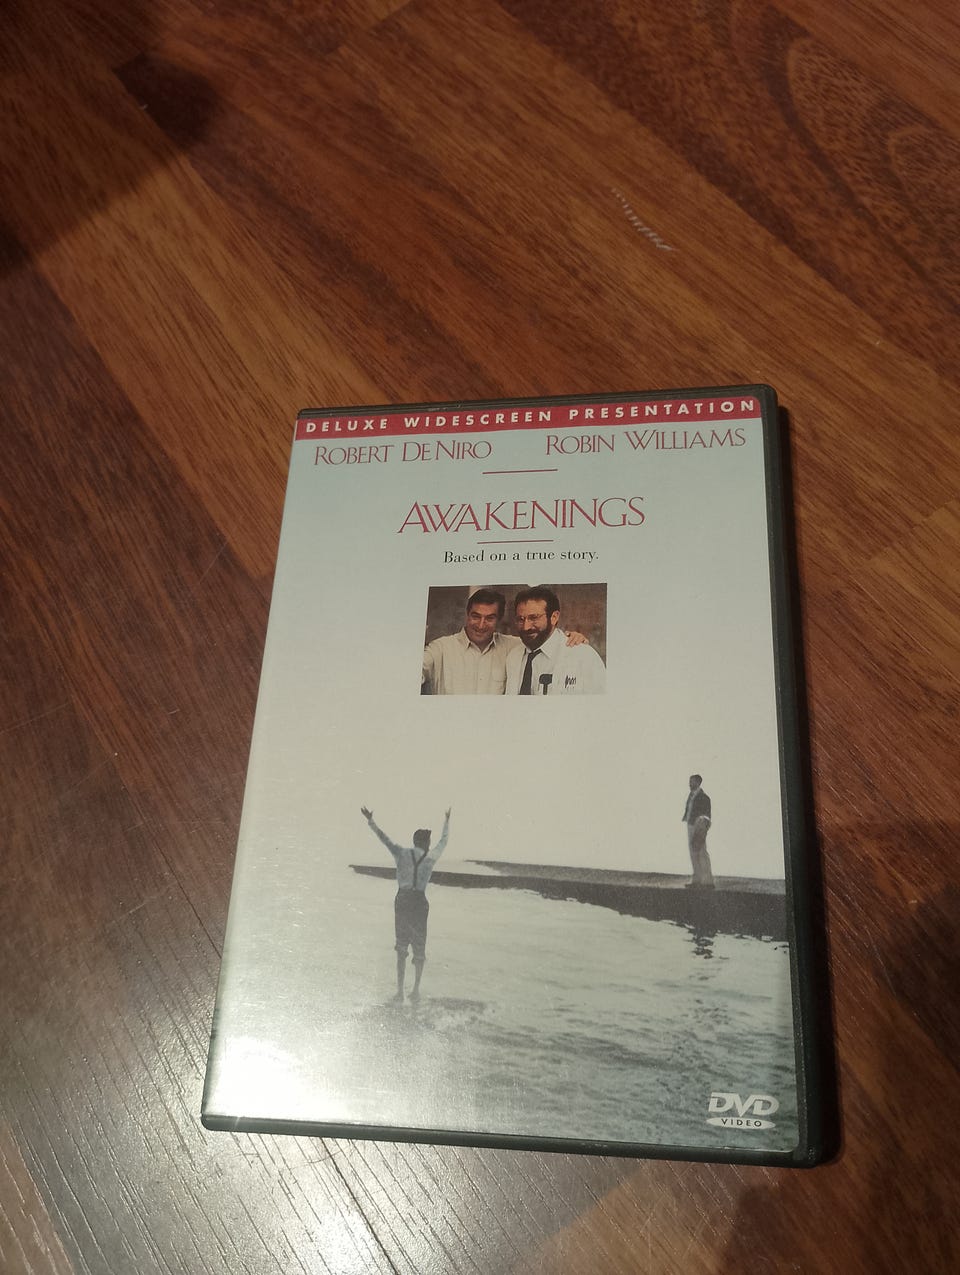 DELUXE WIDESCREEN PRESENTATION
ROBERT DE NIRO ROBIN WILLIAMS
AWAKENINGS
Based on a true story.
DVD
VIDEO